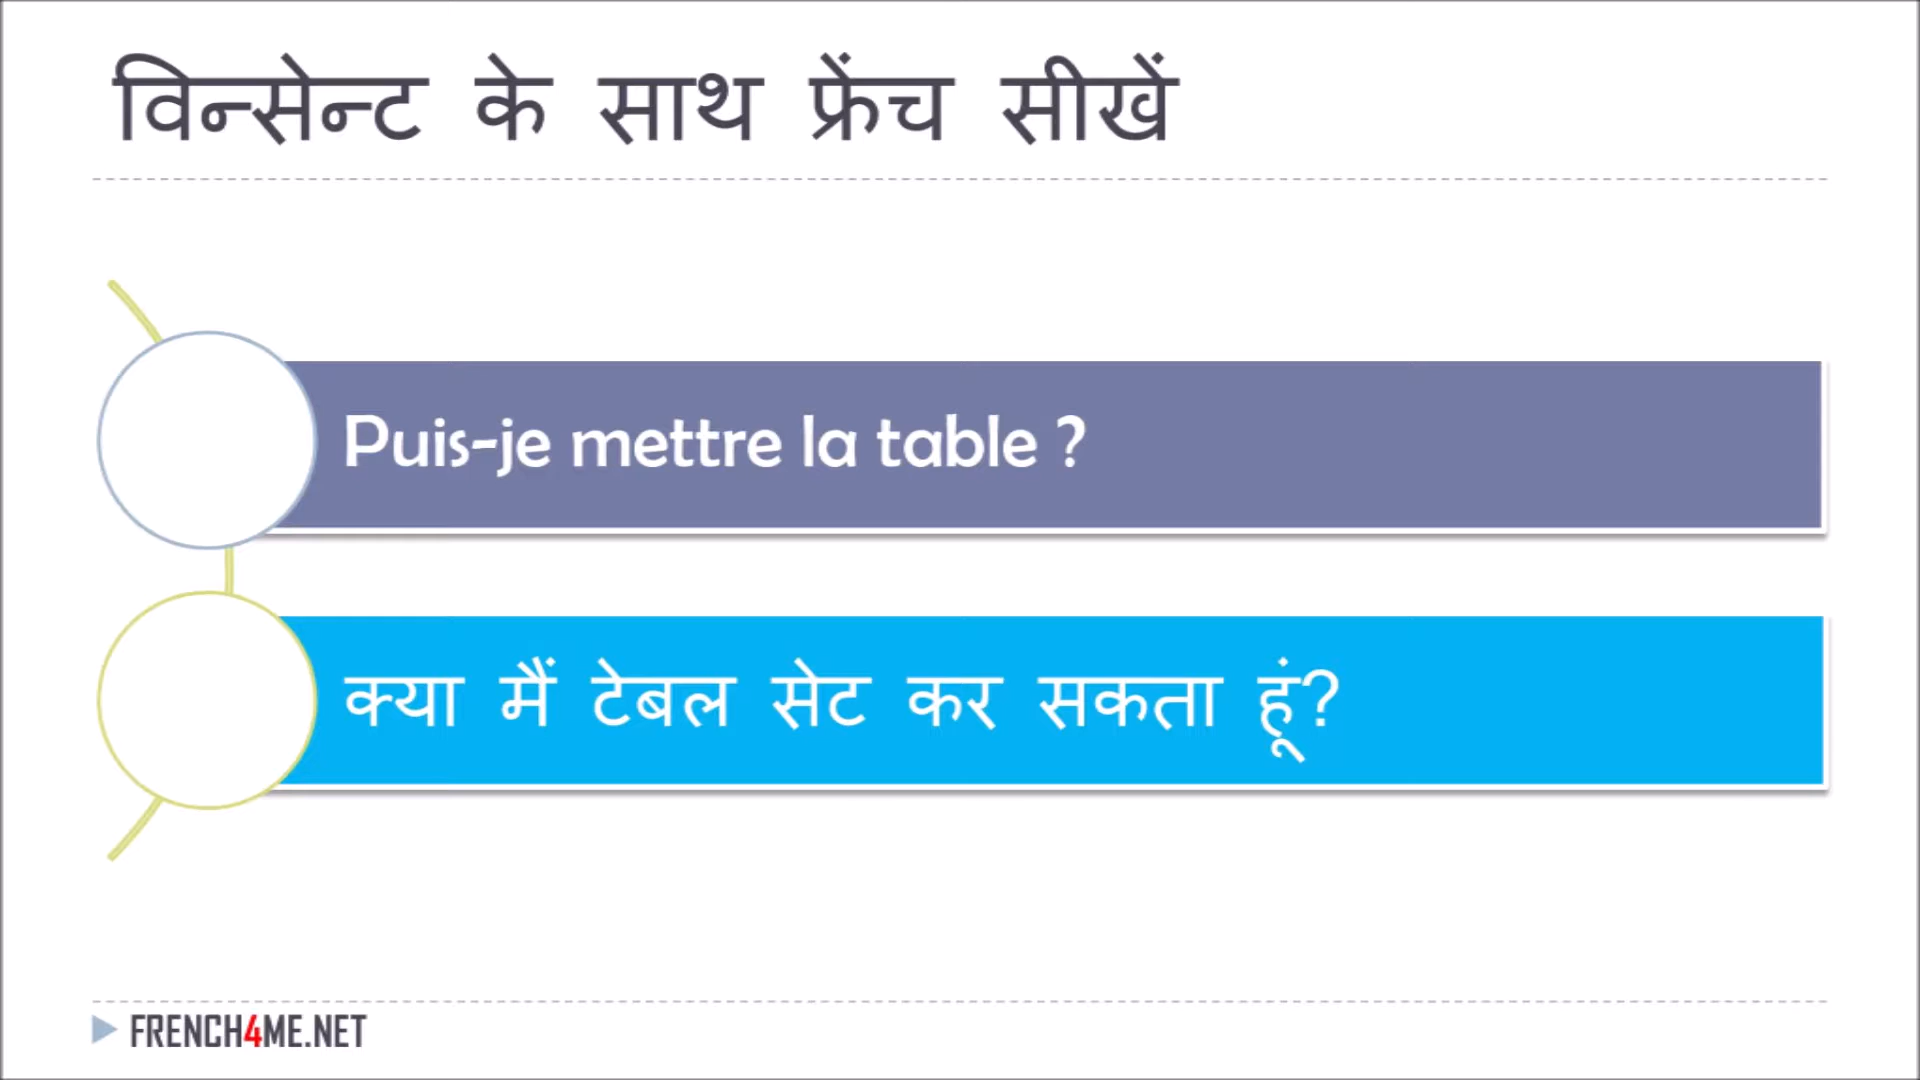 विन्सेन्ट के साथ फ्रेंच सीखें
Puis-je mettre la table ?
क्या मैं टेबल सेट कर सकता हूं?
FRENCH4ME.NET